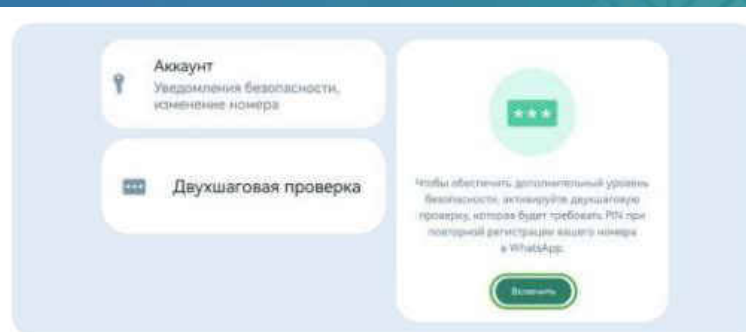 Аккаунт
Уведомления безопасности,
изменение номера
Двухшаговая проверка
Чтобы обеспечить дополнительный уровень
безопасности, активируйте двухшаговую
проверку, которая будет требовать PIN при
повторной регистрации вашего номера
в WhatsApp.
Включить